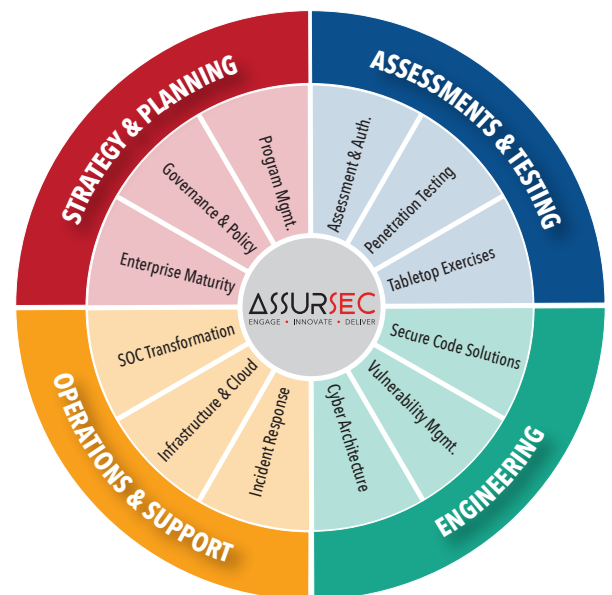 STRATEGY & PLANNING
Program Mgmt.
Governance & Policy
Enterprise Maturity
ASSESSMENTS & TESTING
Assessment & Auth.
Penetration Testing
Tabletop Exercises
ASSURSEC
ENGAGE • INNOVATE • DELIVER
OPERATIONS & SUPPORT
SOC Transformation
Infrastructure & Cloud
Incident Response
ENGINEERING
Secure Code Solutions
Vulnerability Mgmt.
Cyber Architecture